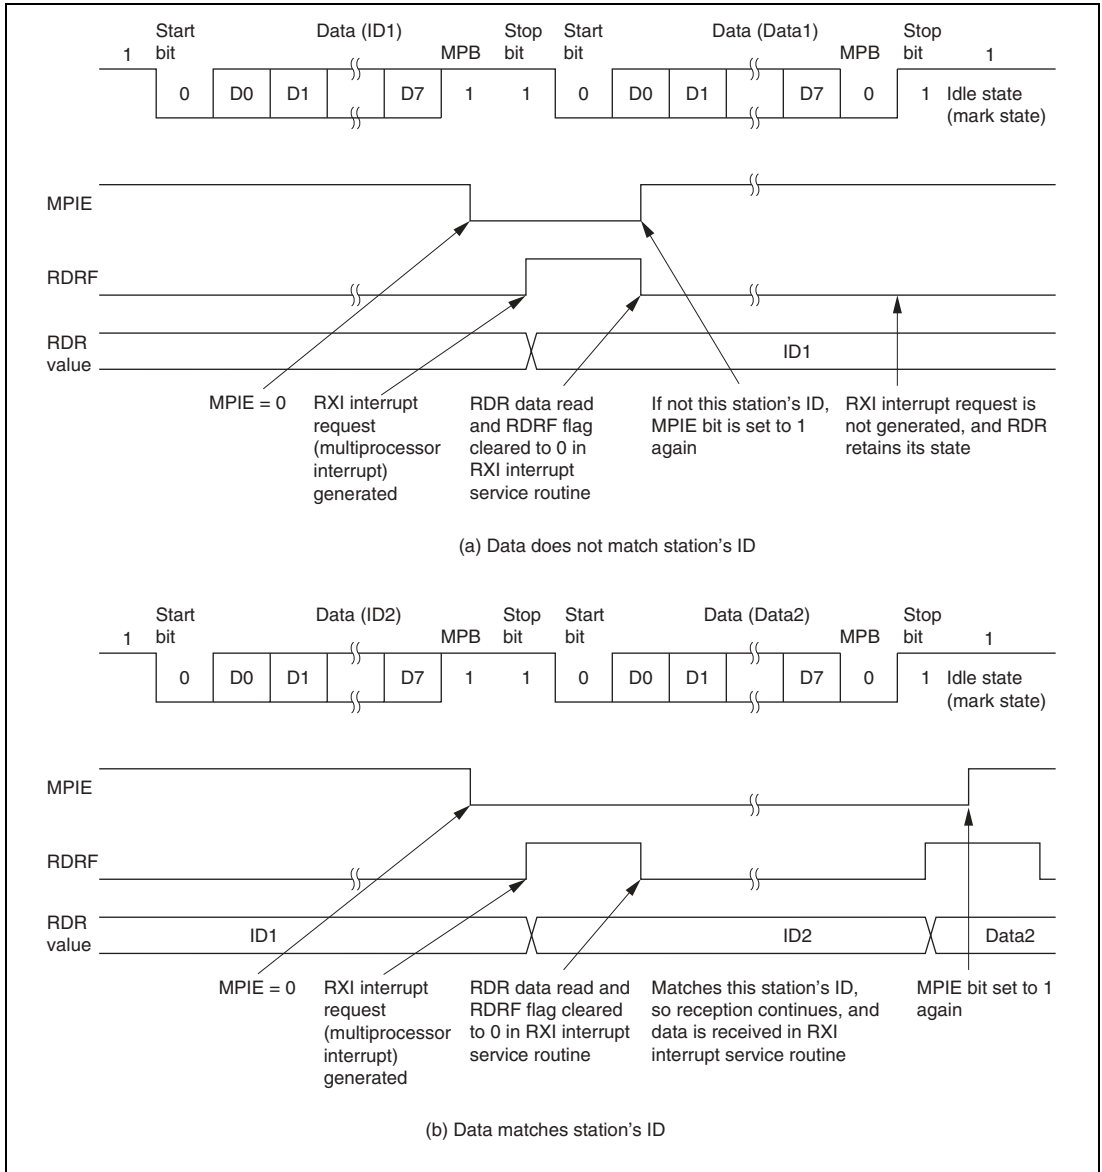 Start bit
Data (ID1)
MPB
Stop bit
Start bit
Data (Data1)
MPB
Stop bit
1
1
0 D0 D1 D7 1 1 0 D0 D1 D7 0 1 Idle state (mark state)
MPIE
RDRF
RDR value
ID1
MPIE = 0
RXI interrupt
request
(multiprocessor
interrupt)
generated
RDR data read
and RDRF flag
cleared to 0 in
RXI interrupt
service routine
If not this station's ID,
MPIE bit is set to 1
again
RXI interrupt request is
not generated, and RDR
retains its state
(a) Data does not match station's ID
Start bit
Data (ID2)
MPB
Stop bit
Start bit
Data (Data2)
MPB
Stop bit
1
1
0 D0 D1 D7 1 1 0 D0 D1 D7 0 1 Idle state (mark state)
MPIE
RDRF
RDR value
ID1
ID2
Data2
MPIE = 0
RXI interrupt
request
(multiprocessor
interrupt)
generated
RDR data read and
RDRF flag cleared
to 0 in RXI interrupt
service routine
Matches this station's ID,
so reception continues, and
data is received in RXI
interrupt service routine
MPIE bit set to 1
again
(b) Data matches station's ID